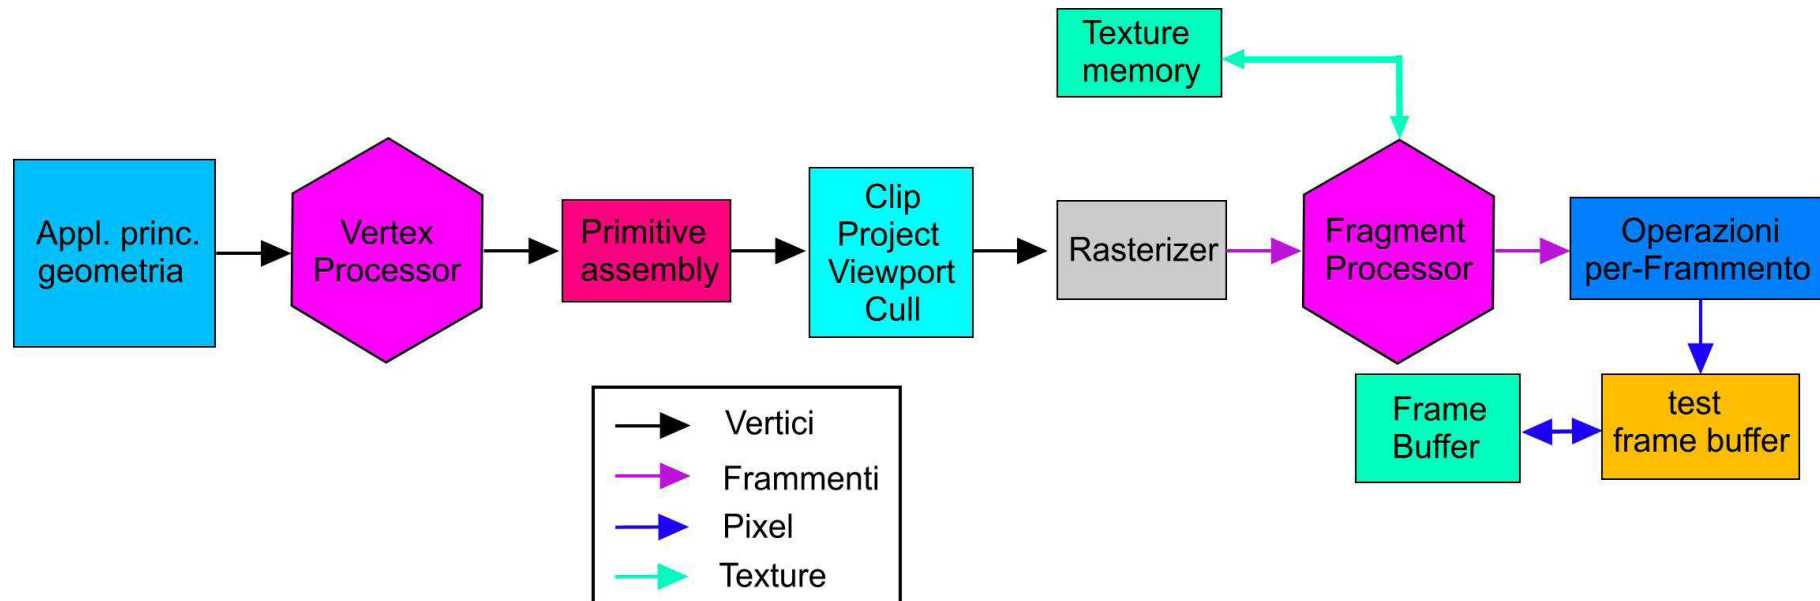 Texture
memory
Appl. princ.
geometria
Vertex
Processor
Primitive
assembly
Clip
Project
Viewport
Cull
Rasterizer
Fragment
Processor
Operazioni
per-Frammento
Frame
Buffer
test
frame buffer
Vertici
Frammenti
Pixel
Texture